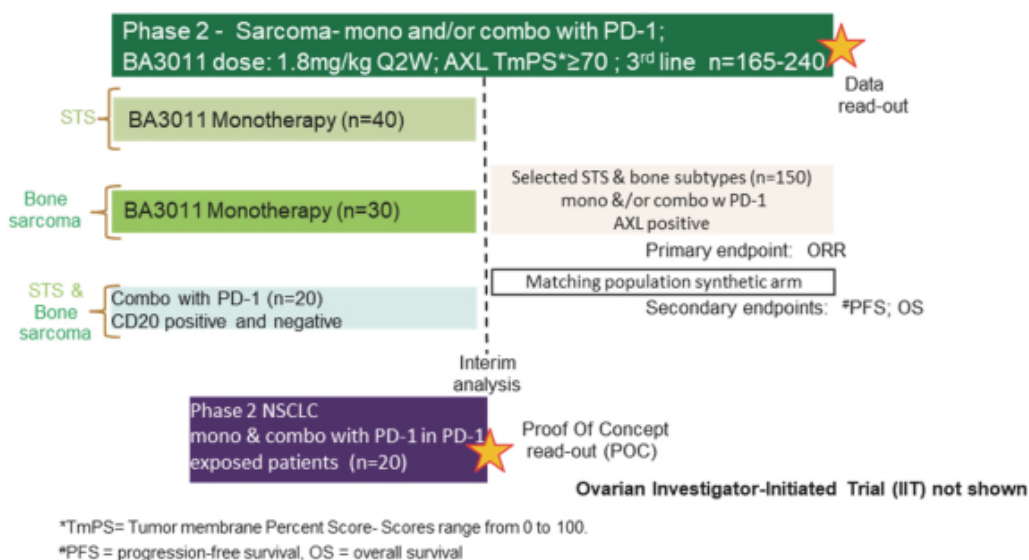 Phase 2 - Sarcoma- mono and/or combo with PD-1;
BA3011 dose: 1.8mg/kg Q2W; AXL TmPS*≥70 ; 3rd line n=165-240
Data
read-out
STS
BA3011 Monotherapy (n=40)
Bone
sarcoma
BA3011 Monotherapy (n=30)
Selected STS & bone subtypes (n=150)
mono &/or combo w PD-1
AXL positive
Primary endpoint: ORR
STS &
Bone
sarcoma
Combo with PD-1 (n=20)
CD20 positive and negative
Matching population synthetic arm
Secondary endpoints: #PFS; OS
Interim
analysis
Phase 2 NSCLC
mono & combo with PD-1 in PD-1
exposed patients (n=20)
Proof Of Concept
read-out (POC)
Ovarian Investigator-Initiated Trial (IIT) not shown
*TmPS= Tumor membrane Percent Score- Scores range from 0 to 100.
#PFS = progression-free survival, OS = overall survival